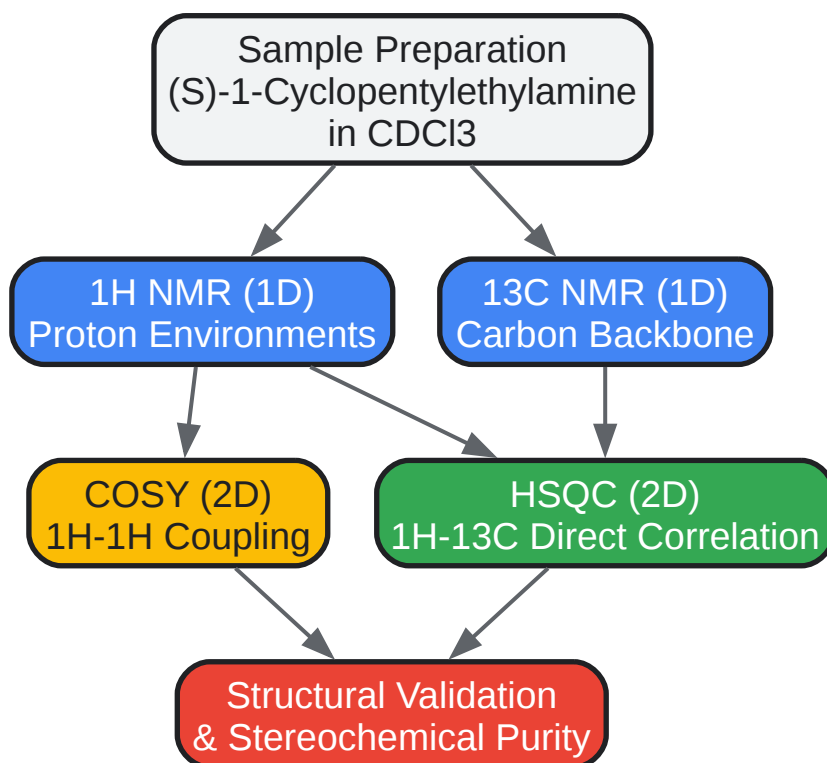 Sample Preparation
(S)-1-Cyclopentylethylamine
in CDCl3
1H NMR (1D)
Proton Environments
13C NMR (1D)
Carbon Backbone
COSY (2D)
1H-1H Coupling
HSQC (2D)
1H-13C Direct Correlation
Structural Validation
& Stereochemical Purity